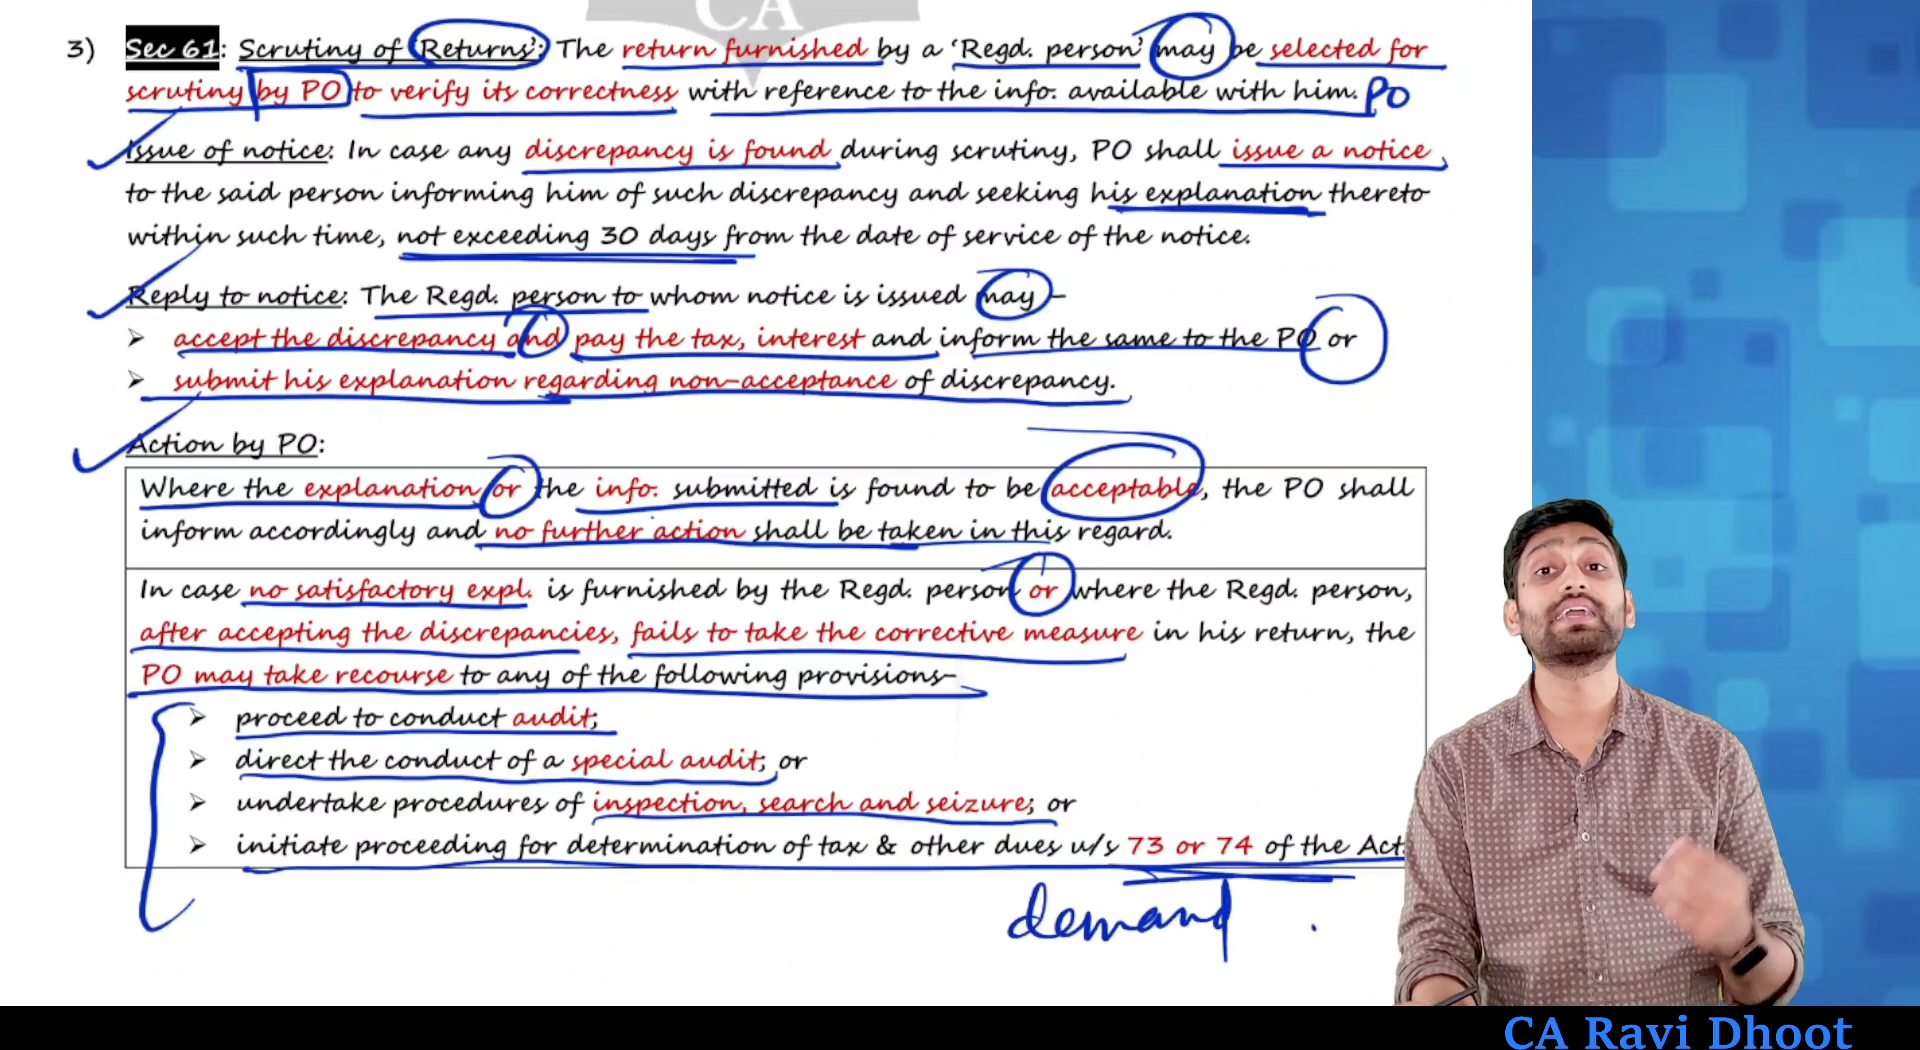 CA
3) Sec 61: Scrutiny of 'Returns': The return furnished by a 'Regd. person' may be selected for
scrutiny by PO to verify its correctness with reference to the info. available with him. PO
Issue of notice: In case any discrepancy is found during scrutiny, PO shall issue a notice
to the said person informing him of such discrepancy and seeking his explanation thereto
within such time, not exceeding 30 days from the date of service of the notice.
Reply to notice: The Regd. person to whom notice is issued may –
➢ accept the discrepancy and pay the tax, interest and inform the same to the PO or
➢ submit his explanation regarding non-acceptance of discrepancy.
Action by PO:
Where the explanation or the info. submitted is found to be acceptable, the PO shall
inform accordingly and no further action shall be taken in this regard.
In case no satisfactory expl. is furnished by the Regd. person or where the Regd. person,
after accepting the discrepancies, fails to take the corrective measure in his return, the
PO may take recourse to any of the following provisions–
➢ proceed to conduct audit;
➢ direct the conduct of a special audit; or
➢ undertake procedures of inspection, search and seizure; or
➢ initiate proceeding for determination of tax & other dues u/s 73 or 74 of the Act.
demand
CA Ravi Dhoot